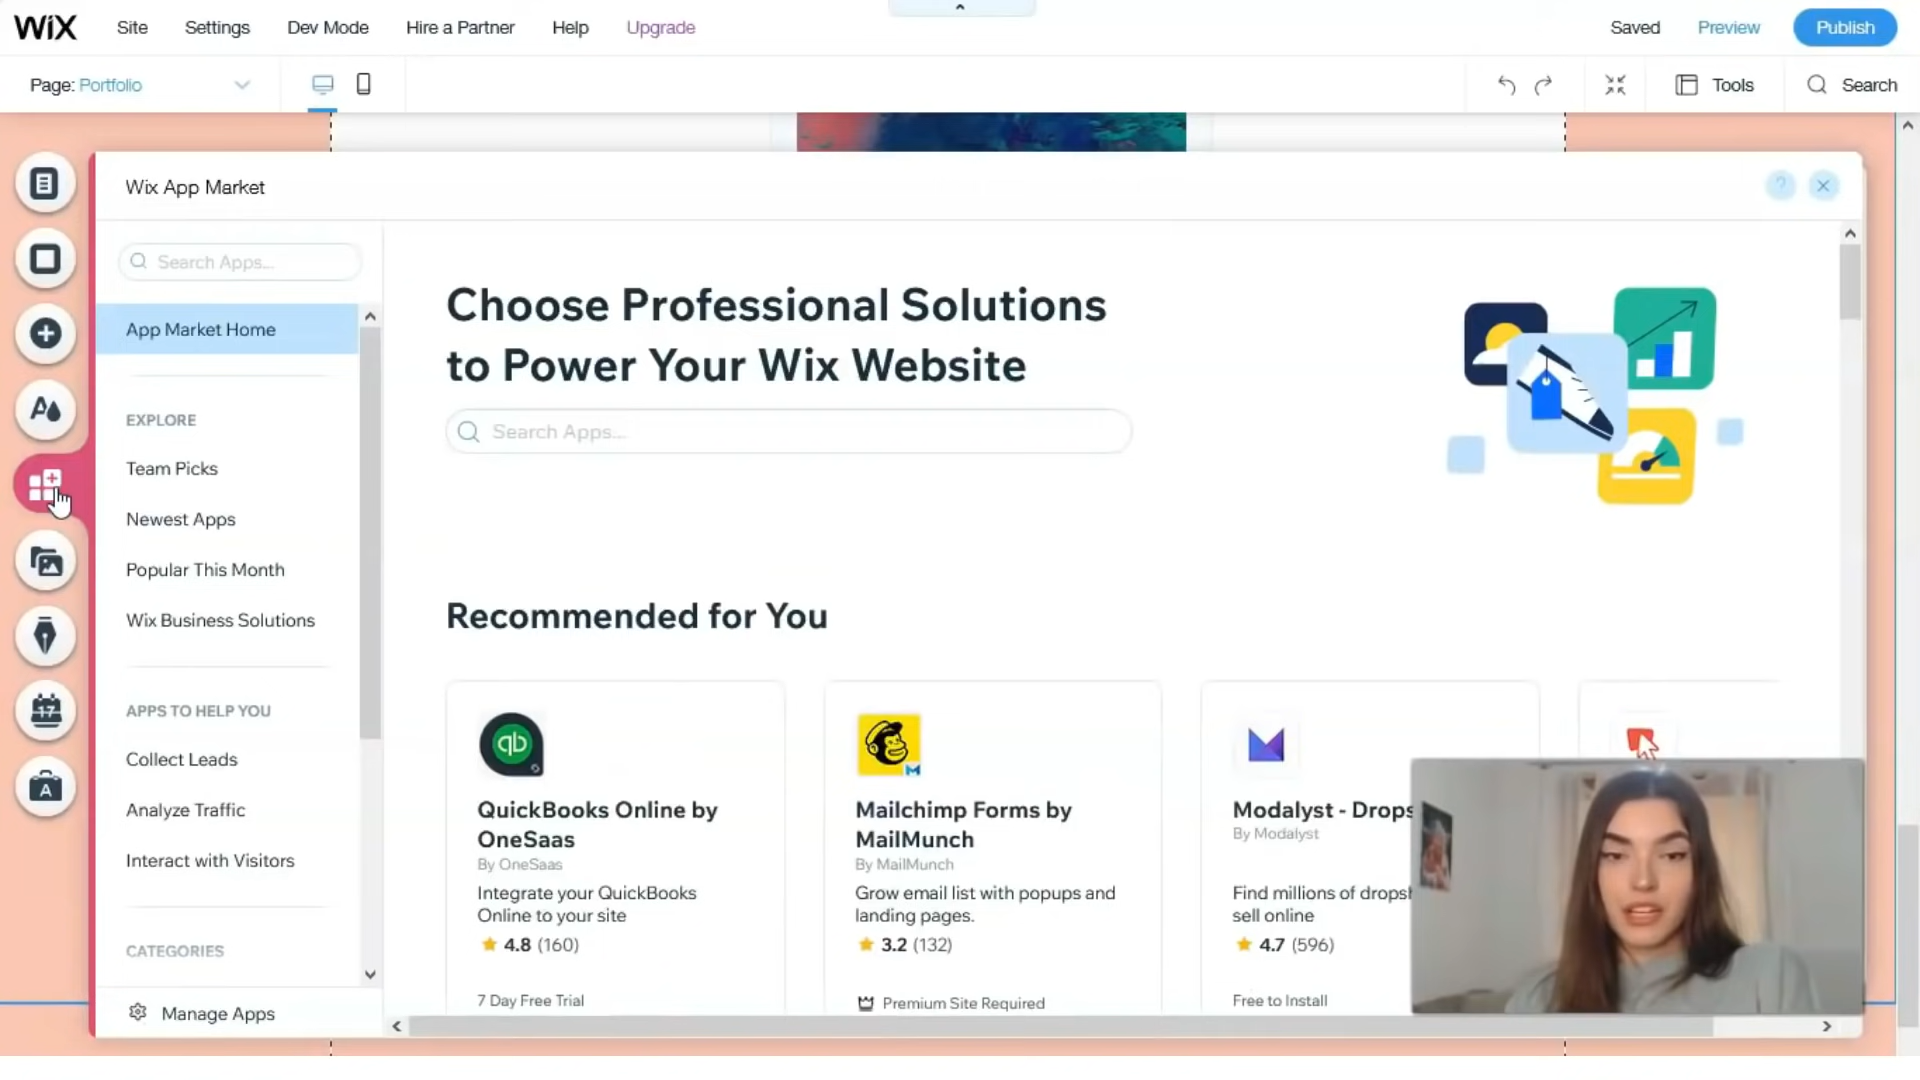 WiX Site Settings Dev Mode Hire a Partner Help Upgrade Saved Preview Publish
Page: Portfolio Tools Search
Wix App Market ?
Search Apps...
App Market Home
EXPLORE
Team Picks
Newest Apps
Popular This Month
Wix Business Solutions
APPS TO HELP YOU
Collect Leads
Analyze Traffic
Interact with Visitors
CATEGORIES
Manage Apps
Choose Professional Solutions
to Power Your Wix Website
Search Apps...
Recommended for You
qb
QuickBooks Online by
OneSaas
By OneSaas
Integrate your QuickBooks
Online to your site
4.8 (160)
7 Day Free Trial
Mailchimp Forms by
MailMunch
By MailMunch
Grow email list with popups and
landing pages.
3.2 (132)
Premium Site Required
Modalyst - Drops
By Modalyst
Find millions of dropsh
sell online
4.7 (596)
Free to Install
A
17
A